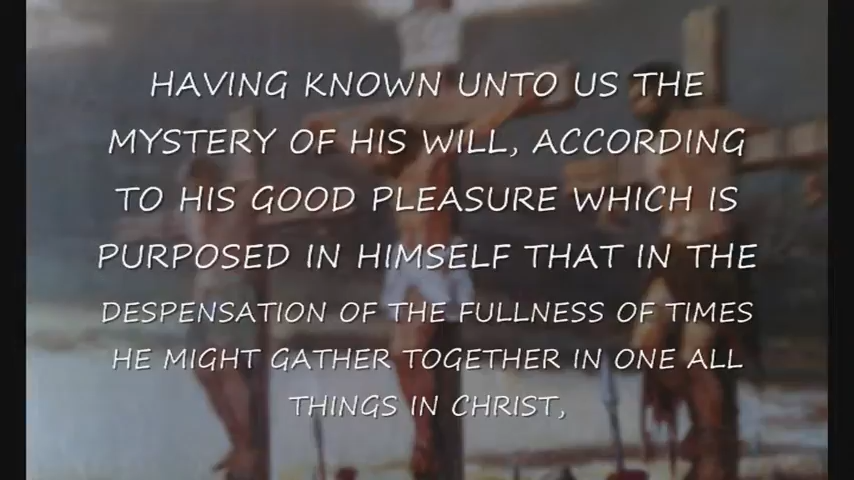 HAVING KNOWN UNTO US THE
MYSTERY OF HIS WILL, ACCORDING
TO HIS GOOD PLEASURE WHICH IS
PURPOSED IN HIMSELF THAT IN THE
DESPENSATION OF THE FULLNESS OF TIMES
HE MIGHT GATHER TOGETHER IN ONE ALL
THINGS IN CHRIST,